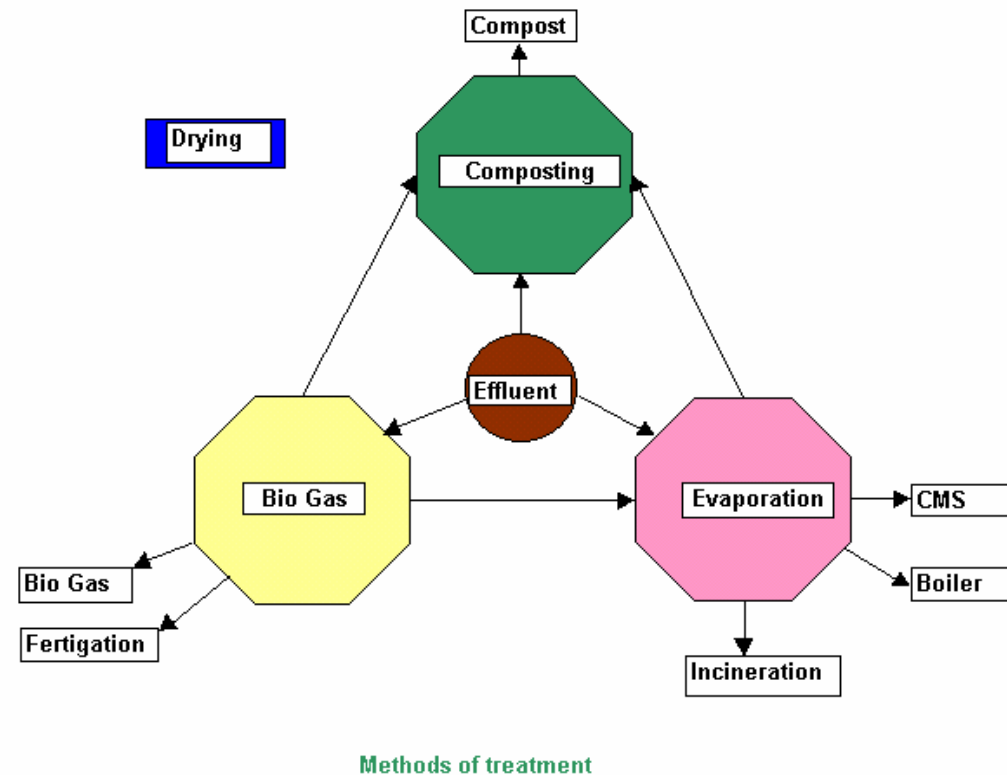 Compost
Drying
Composting
Effluent
Bio Gas
Evaporation
CMS
Bio Gas
Boiler
Fertigation
Incineration
Methods of treatment